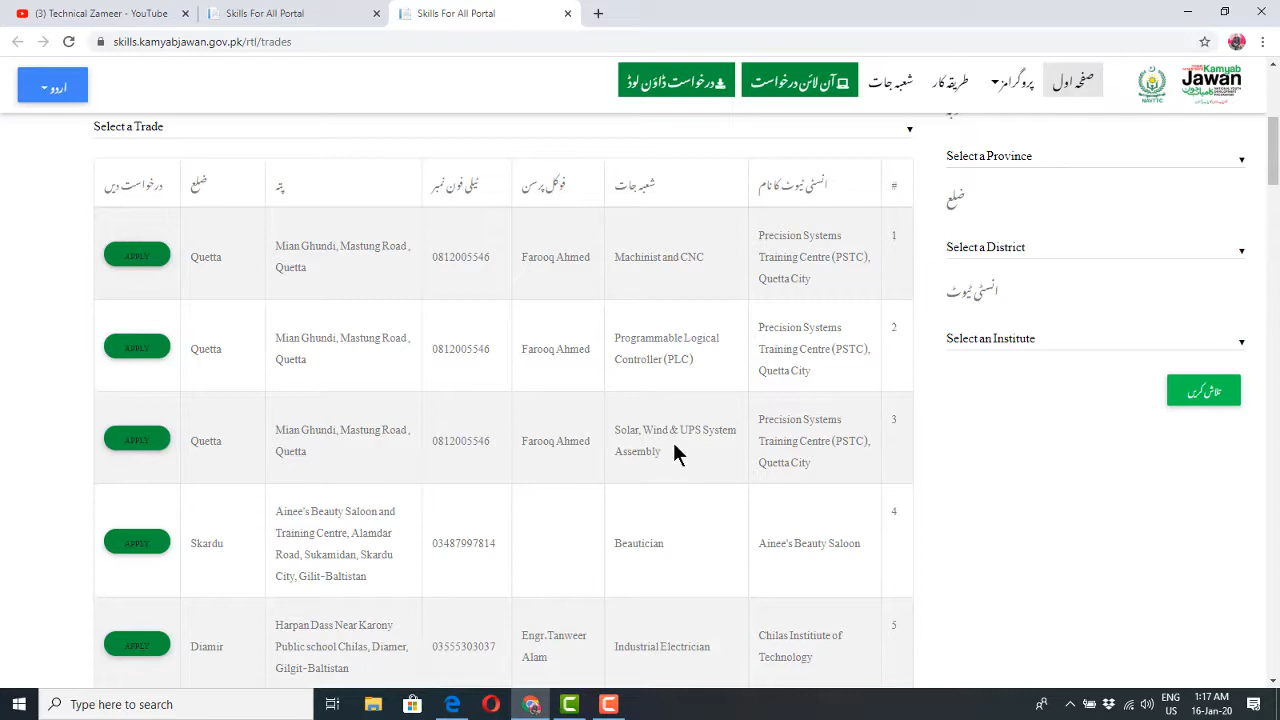 (3) Technical Zameer - YouTube
Skills For All Portal
Skills For All Portal
skills.kamyabjawan.gov.pk/rtl/trades
اردو
درخواست ڈاؤن لوڈ
آن لائن درخواست
شعبہ جات
طریقہ کار
پروگرامز
صفحہ اول
NAVTTC
Kamyab
Jawan
Select a Trade
Select a Province
ضلع
Select a District
انسٹی ٹیوٹ
Select an Institute
تلاش کریں
درخواست دیں
ضلع
پتہ
ٹیلی فون نمبر
فوکل پرسن
شعبہ جات
انسٹی ٹیوٹ کا نام
#
APPLY
Quetta
Mian Ghundi, Mastung Road,
Quetta
0812005546
Farooq Ahmed
Machinist and CNC
Precision Systems
Training Centre (PSTC),
Quetta City
1
APPLY
Quetta
Mian Ghundi, Mastung Road,
Quetta
0812005546
Farooq Ahmed
Programmable Logical
Controller (PLC)
Precision Systems
Training Centre (PSTC),
Quetta City
2
APPLY
Quetta
Mian Ghundi, Mastung Road,
Quetta
0812005546
Farooq Ahmed
Solar, Wind & UPS System
Assembly
Precision Systems
Training Centre (PSTC),
Quetta City
3
APPLY
Skardu
Ainee's Beauty Saloon and
Training Centre, Alamdar
Road, Sukamidan, Skardu
City, Gilit-Baltistan
03487997814
Beautician
Ainee's Beauty Saloon
4
APPLY
Diamir
Harpan Dass Near Karony
Public school Chilas, Diamer,
Gilgit-Baltistan
03555303037
Engr.Tanweer
Alam
Industrial Electrician
Chilas Institiute of
Technology
5
Type here to search
ENG
US
1:17 AM
16-Jan-20